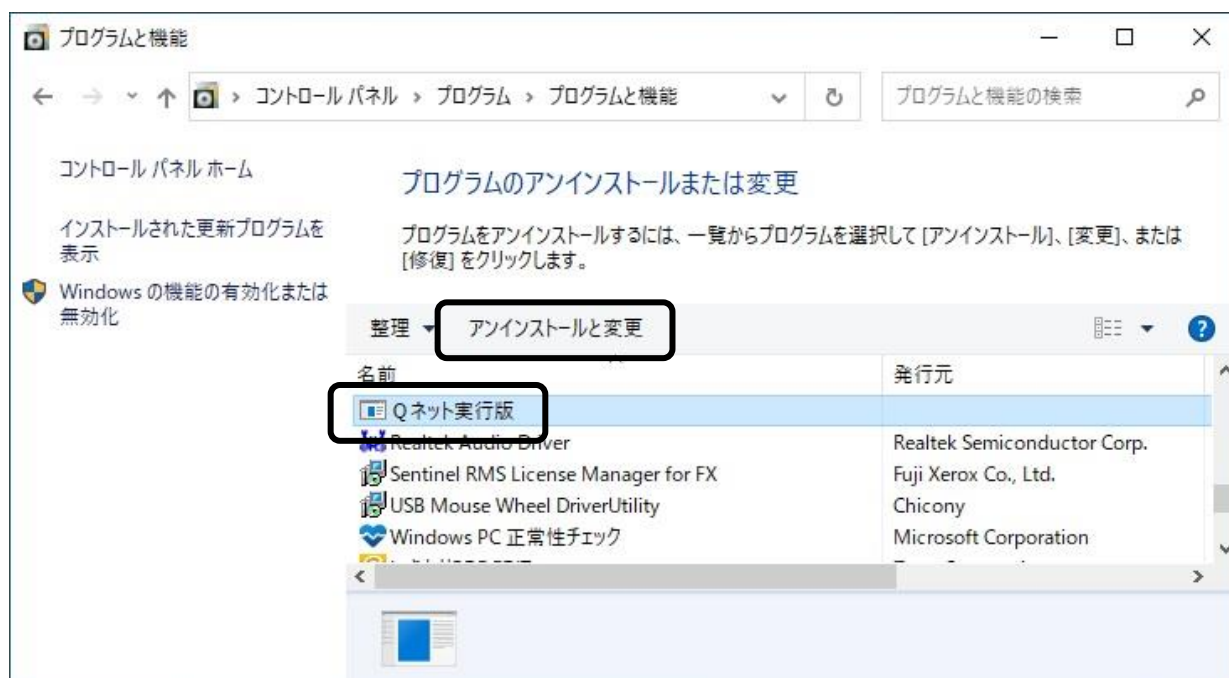 プログラムと機能
コントロール パネル › プログラム › プログラムと機能
プログラムと機能の検索
コントロール パネル ホーム
インストールされた更新プログラムを
表示
Windows の機能の有効化または
無効化
プログラムのアンインストールまたは変更
プログラムをアンインストールするには、一覧からプログラムを選択して [アンインストール]、[変更]、または
[修復] をクリックします。
整理 アンインストールと変更
名前 発行元
Qネット実行版
Realtek Audio Driver Realtek Semiconductor Corp.
Sentinel RMS License Manager for FX Fuji Xerox Co., Ltd.
USB Mouse Wheel DriverUtility Chicony
Windows PC 正常性チェック Microsoft Corporation